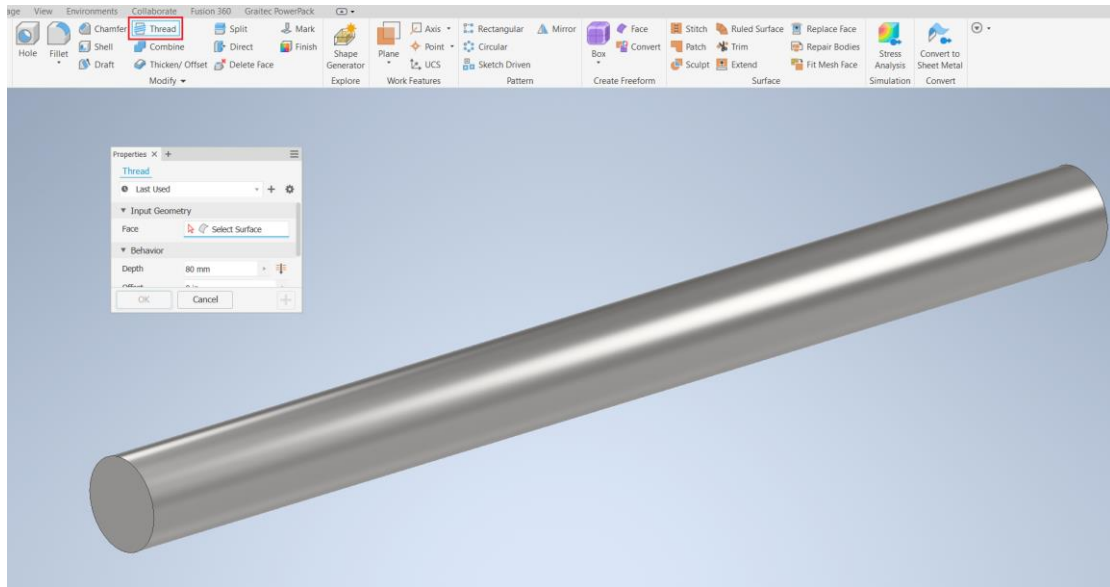 age View Environments Collaborate Fusion 360 Graitec PowerPack
Chamfer Thread Split Mark Axis Rectangular Mirror Face Stitch Ruled Surface Replace Face
Hole Fillet Shell Combine Direct Finish Shape Generator Plane Point Circular Box Convert Patch Trim Repair Bodies Stress Analysis Convert to Sheet Metal
Draft Thicken/ Offset Delete Face UCS Sketch Driven Sculpt Extend Fit Mesh Face
Modify Explore Work Features Pattern Create Freeform Surface Simulation Convert
Properties X +
Thread
Last Used
Input Geometry
Face Select Surface
Behavior
Depth 80 mm
OK Cancel